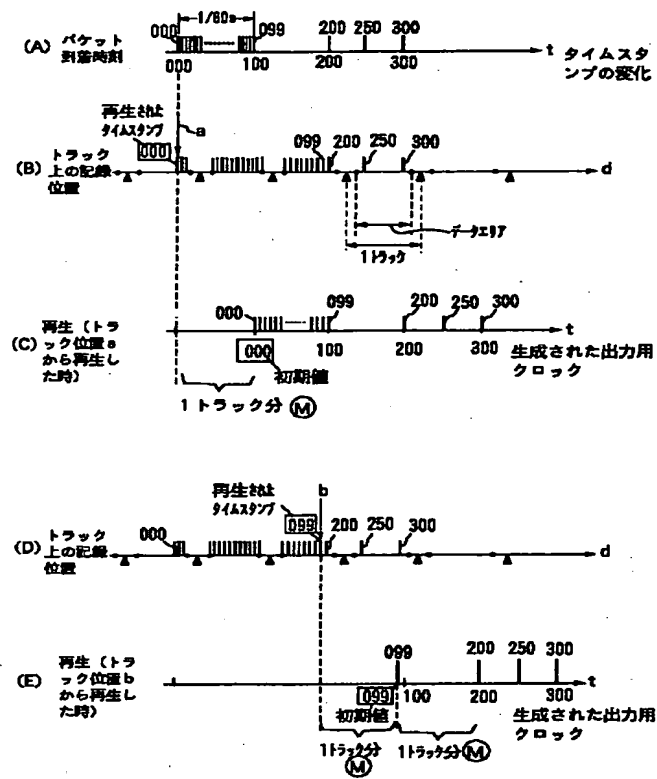 1/60s
(A) パケット
到着時刻
000 099 200 250 300
000 100 200 300
t タイムスタ
ンプの変化
再生された
タイムスタンプ
000
a
(B) トラック
上の記録
位置
099 200 250 300
d
データエリア
1トラック
(C) 再生(トラ
ック位置a
から再生し
た時)
000 099 200 250 300
t
000 100 200 300
初期値
生成された出力用
クロック
1トラック分 Ⓜ
再生された
タイムスタンプ
b
099
(D) トラック
上の記録
位置
000 200 250 300
d
(E) 再生(トラ
ック位置b
から再生し
た時)
099 200 250 300
t
099 100 200 300
初期値
生成された出力用
クロック
1トラック分 Ⓜ
1トラック分 Ⓜ